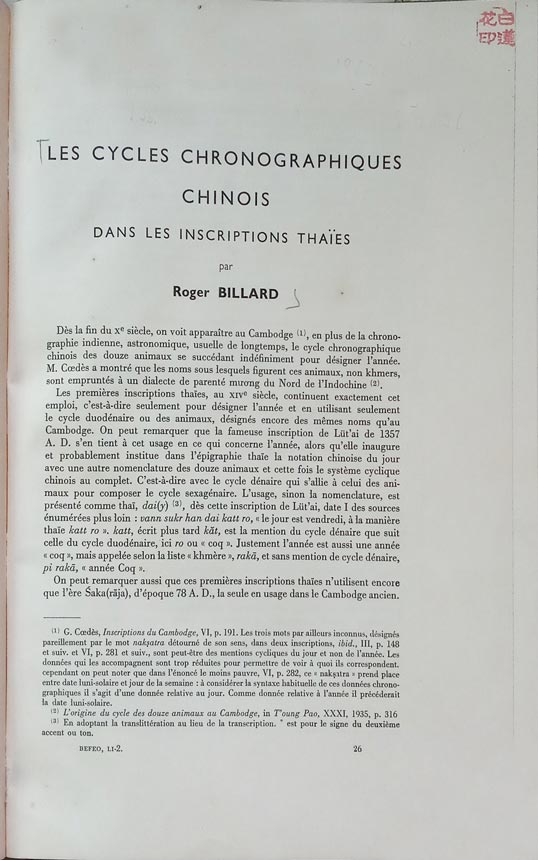 白蓮
花印
LES CYCLES CHRONOGRAPHIQUES
CHINOIS
DANS LES INSCRIPTIONS THAÏES
par
Roger BILLARD
Dès la fin du Xe siècle, on voit apparaître au Cambodge (1), en plus de la chrono-
graphie indienne, astronomique, usuelle de longtemps, le cycle chronographique
chinois des douze animaux se succédant indéfiniment pour désigner l'année.
M. Cœdès a montré que les noms sous lesquels figurent ces animaux, non khmers,
sont empruntés à un dialecte de parenté mương du Nord de l'Indochine (2).
Les premières inscriptions thaïes, au XIVe siècle, continuent exactement cet
emploi, c'est-à-dire seulement pour désigner l'année et en utilisant seulement
le cycle duodénaire ou des animaux, désignés encore des mêmes noms qu'au
Cambodge. On peut remarquer que la fameuse inscription de Lüt'ai de 1357
A. D. s'en tient à cet usage en ce qui concerne l'année, alors qu'elle inaugure
et probablement institue dans l'épigraphie thaïe la notation chinoise du jour
avec une autre nomenclature des douze animaux et cette fois le système cyclique
chinois au complet. C'est-à-dire avec le cycle dénaire qui s'allie à celui des ani-
maux pour composer le cycle sexagénaire. L'usage, sinon la nomenclature, est
présenté comme thaï, dai(y) (3), dès cette inscription de Lüt'ai, date I des sources
énumérées plus loin : vann sukr han dai katt ro, « le jour est vendredi, à la manière
thaïe katt ro ». katt, écrit plus tard kăt, est la mention du cycle dénaire que suit
celle du cycle duodénaire, ici ro ou « coq ». Justement l'année est aussi une année
« coq », mais appelée selon la liste « khmère », rakā, et sans mention de cycle dénaire,
pi rakā, « année Coq ».
On peut remarquer aussi que ces premières inscriptions thaïes n'utilisent encore
que l'ère Śaka(rāja), d'époque 78 A. D., la seule en usage dans le Cambodge ancien.
(1) G. Cœdès, Inscriptions du Cambodge, VI, p. 191. Les trois mots par ailleurs inconnus, désignés
pareillement par le mot nakṣatra détourné de son sens, dans deux inscriptions, ibid., III, p. 148
et suiv. et VI, p. 281 et suiv., sont peut-être des mentions cycliques du jour et non de l'année. Les
données qui les accompagnent sont trop réduites pour permettre de voir à quoi ils correspondent.
cependant on peut noter dans l'énoncé le moins pauvre, VI, p. 282, ce « nakṣatra » prend place
entre date luni-solaire et jour de la semaine : à considérer la syntaxe habituelle de ces données chrono-
graphiques il s'agit d'une donnée relative au jour. Comme donnée relative à l'année il précéderait
la date luni-solaire.
(2) L'origine du cycle des douze animaux au Cambodge, in T'oung Pao, XXXI, 1935, p. 316
(3) En adoptant la translittération au lieu de la transcription. " est pour le signe du deuxième
accent ou ton.
BEFEO, LI-2. 26